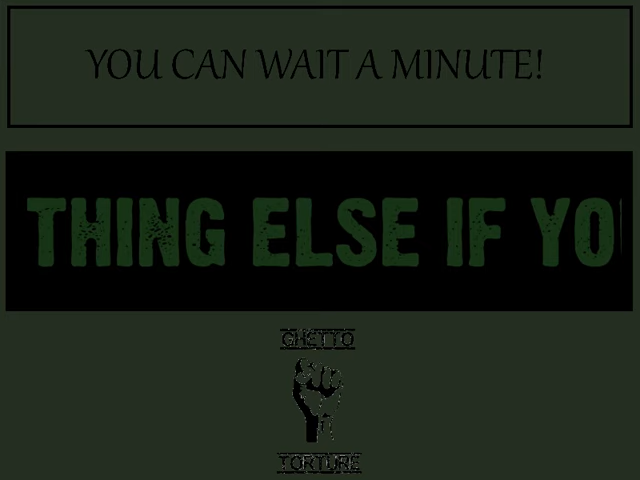 YOU CAN WAIT A MINUTE!
THING ELSE IF YO
GHETTO
TORTURE